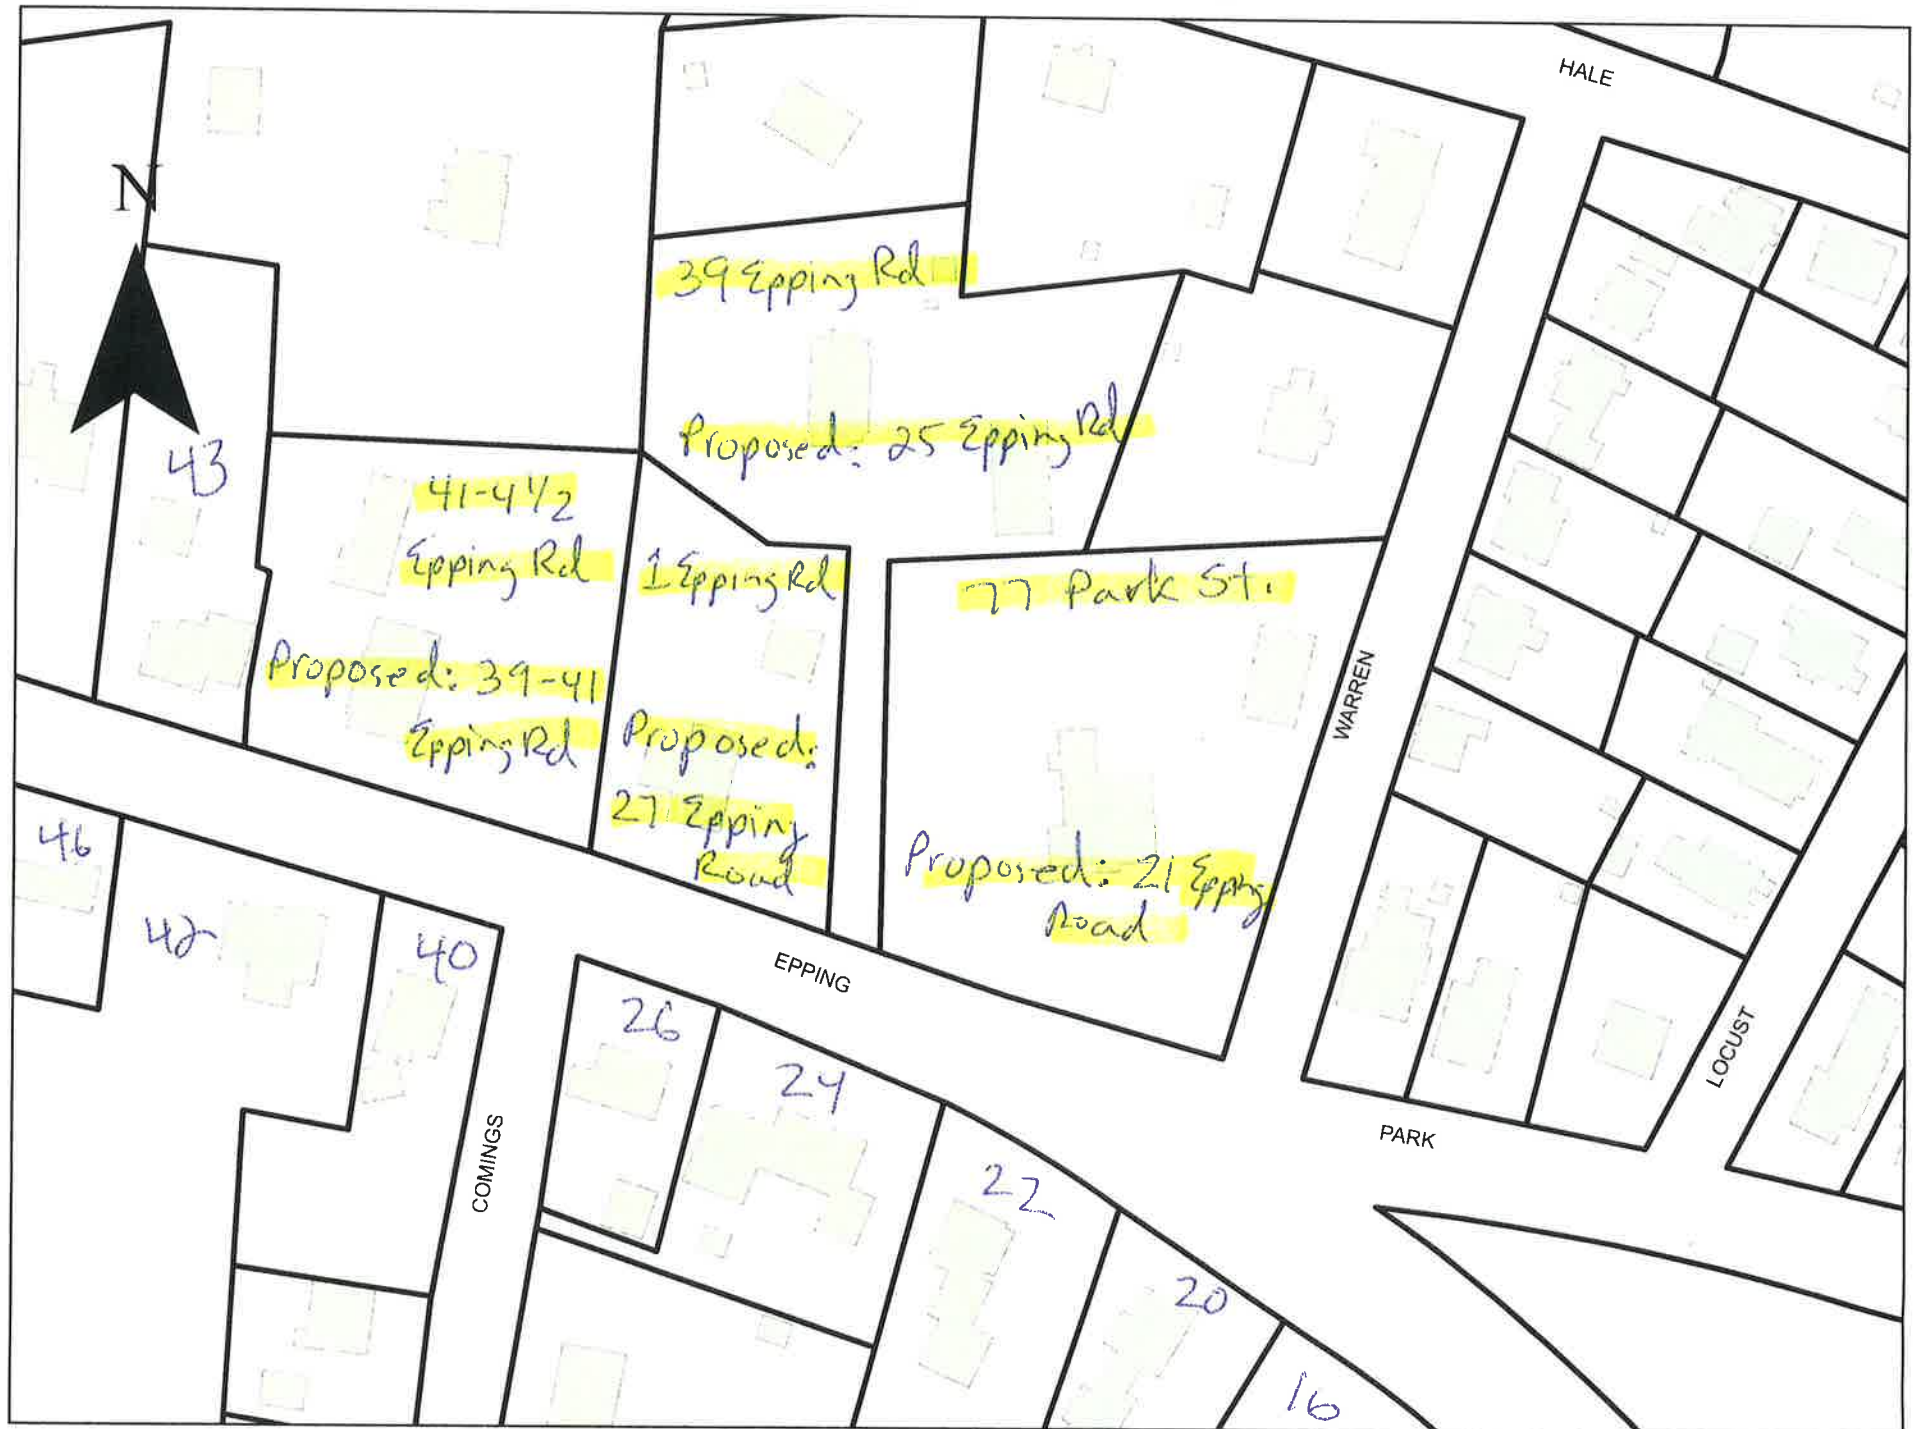 HALE
N
39 Epping Rd
Proposed: 25 Epping Rd
43
41-4 1/2
Epping Rd
Proposed: 39-41
Epping Rd
1 Epping Rd
Proposed:
27 Epping
Road
77 Park St.
Proposed: 21 Epping
Road
WARREN
46
42
40
EPPING
26
24
COMINGS
22
20
16
PARK
LOCUST